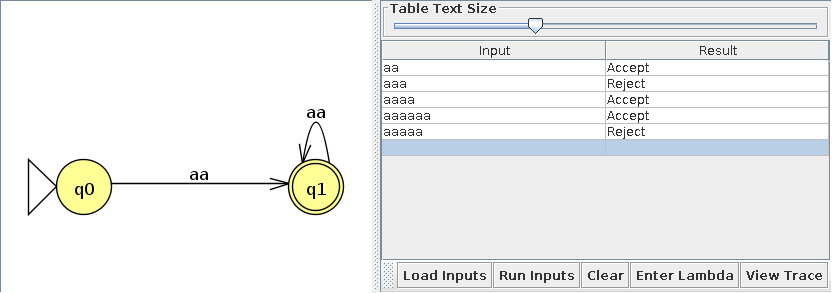 Table Text Size
Input Result
aa Accept
aaa Reject
aaaa Accept
aaaaaa Accept
aaaaa Reject
aa
q0 aa q1
Load Inputs Run Inputs Clear Enter Lambda View Trace